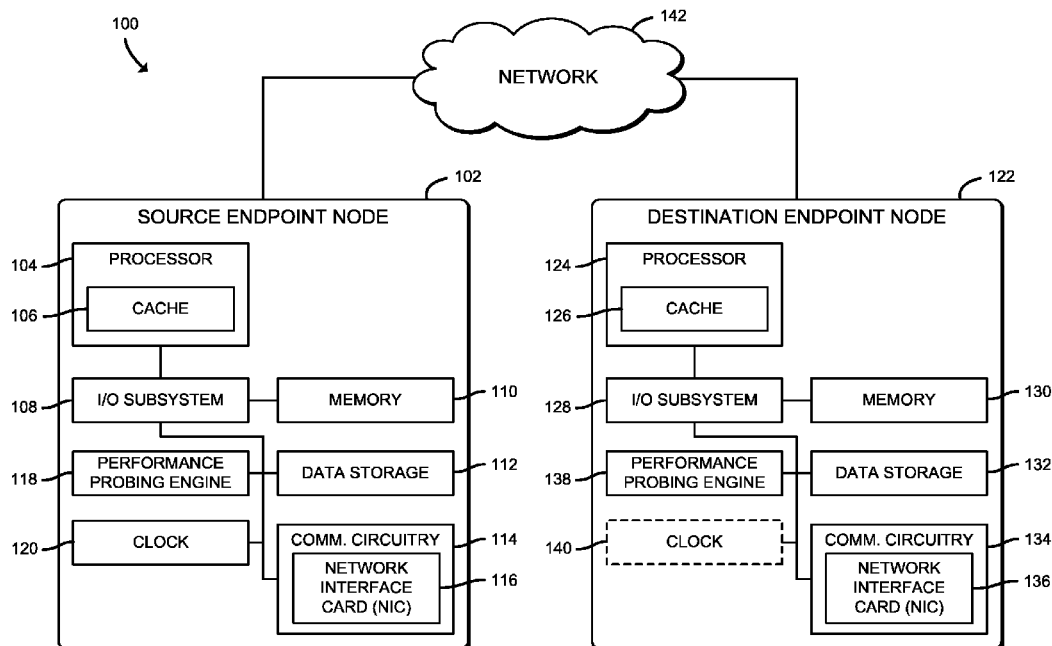 100
142
NETWORK
102
SOURCE ENDPOINT NODE
104
PROCESSOR
106
CACHE
108
I/O SUBSYSTEM
MEMORY
110
118
PERFORMANCE
PROBING ENGINE
DATA STORAGE
112
120
CLOCK
COMM. CIRCUITRY
114
NETWORK
INTERFACE
CARD (NIC)
116
122
DESTINATION ENDPOINT NODE
124
PROCESSOR
126
CACHE
128
I/O SUBSYSTEM
MEMORY
130
138
PERFORMANCE
PROBING ENGINE
DATA STORAGE
132
140
CLOCK
COMM. CIRCUITRY
134
NETWORK
INTERFACE
CARD (NIC)
136